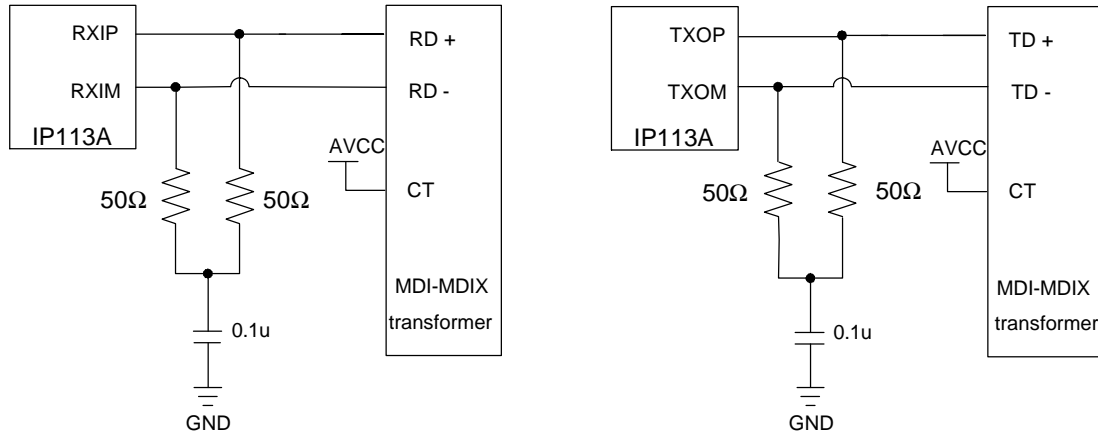 RXIP
RD +
RXIM
RD -
IP113A
AVCC
50Ω
50Ω
CT
MDI-MDIX
transformer
0.1u
GND
TXOP
TD +
TXOM
TD -
IP113A
AVCC
50Ω
50Ω
CT
MDI-MDIX
transformer
0.1u
GND